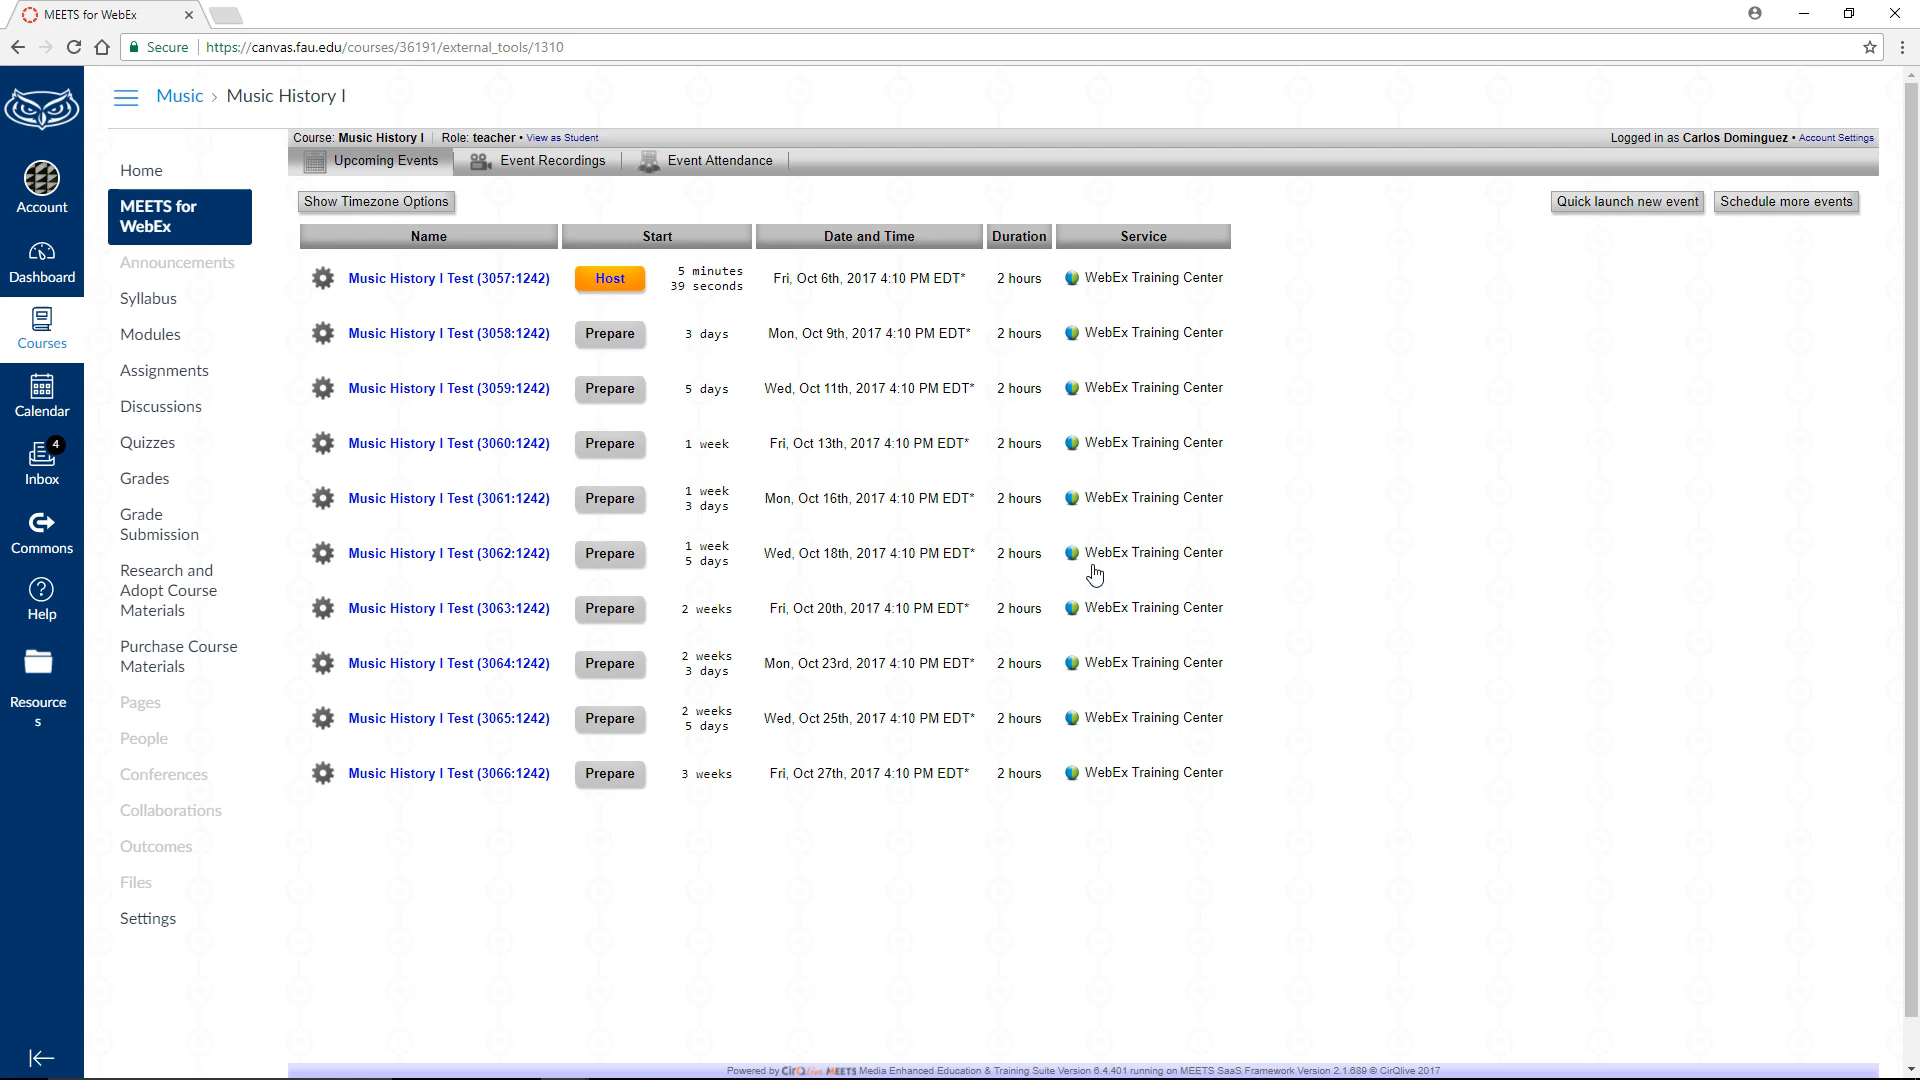 MEETS for WebEx
Secure https://canvas.fau.edu/courses/36191/external_tools/1310
Music > Music History I
Account
Dashboard
Courses
Calendar
4
Inbox
Commons
Help
Resource
s
Home
MEETS for
WebEx
Announcements
Syllabus
Modules
Assignments
Discussions
Quizzes
Grades
Grade
Submission
Research and
Adopt Course
Materials
Purchase Course
Materials
Pages
People
Conferences
Collaborations
Outcomes
Files
Settings
Course: Music History I Role: teacher • View as Student Logged in as Carlos Dominguez • Account Settings
Upcoming Events Event Recordings Event Attendance
Show Timezone Options Quick launch new event Schedule more events
Name Start Date and Time Duration Service
Music History I Test (3057:1242) Host 5 minutes 39 seconds Fri, Oct 6th, 2017 4:10 PM EDT* 2 hours WebEx Training Center
Music History I Test (3058:1242) Prepare 3 days Mon, Oct 9th, 2017 4:10 PM EDT* 2 hours WebEx Training Center
Music History I Test (3059:1242) Prepare 5 days Wed, Oct 11th, 2017 4:10 PM EDT* 2 hours WebEx Training Center
Music History I Test (3060:1242) Prepare 1 week Fri, Oct 13th, 2017 4:10 PM EDT* 2 hours WebEx Training Center
Music History I Test (3061:1242) Prepare 1 week 3 days Mon, Oct 16th, 2017 4:10 PM EDT* 2 hours WebEx Training Center
Music History I Test (3062:1242) Prepare 1 week 5 days Wed, Oct 18th, 2017 4:10 PM EDT* 2 hours WebEx Training Center
Music History I Test (3063:1242) Prepare 2 weeks Fri, Oct 20th, 2017 4:10 PM EDT* 2 hours WebEx Training Center
Music History I Test (3064:1242) Prepare 2 weeks 3 days Mon, Oct 23rd, 2017 4:10 PM EDT* 2 hours WebEx Training Center
Music History I Test (3065:1242) Prepare 2 weeks 5 days Wed, Oct 25th, 2017 4:10 PM EDT* 2 hours WebEx Training Center
Music History I Test (3066:1242) Prepare 3 weeks Fri, Oct 27th, 2017 4:10 PM EDT* 2 hours WebEx Training Center
Powered by CirQlive MEETS Media Enhanced Education & Training Suite Version 6.4.401 running on MEETS SaaS Framework Version 2.1.689 © CirQlive 2017